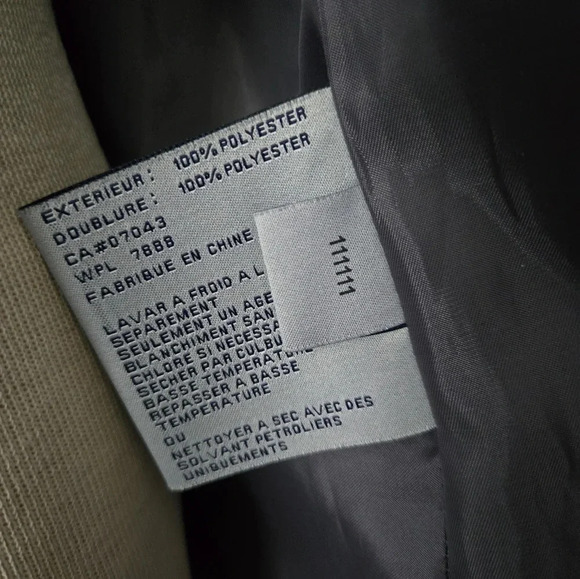 EXTERIEUR: 100% POLYESTER
DOUBLURE: 100% POLYESTER
CA#07043
WPL 7888
FABRIQUE EN CHINE
LAVAR A FROID A L
SEPAREMENT
SEULEMENT UN AGE
BLANCHIMENT SAN
CHLORE SI NECESSA
SECHER PAR CULBU
BASSE TEMPERATURE
REPASSER A BASSE
TEMPERATURE
OU
NETTOYER A SEC AVEC DES
SOLVANT PETROLIERS
UNIQUEMENTS
111111